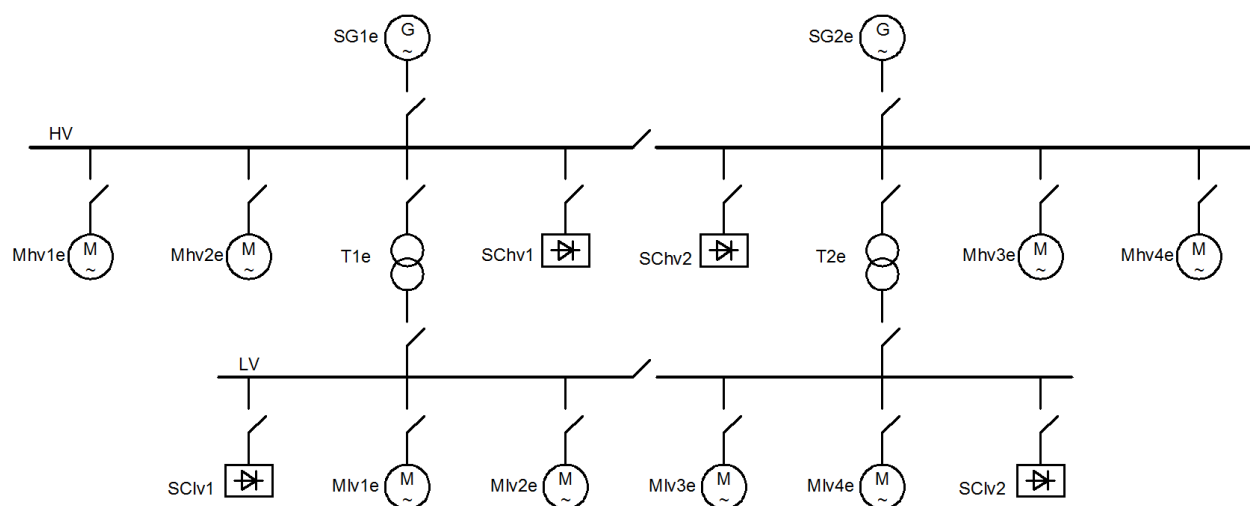 SG1e G ~ SG2e G ~
HV
Mhv1e M ~ Mhv2e M ~ T1e SChv1 SChv2 T2e Mhv3e M ~ Mhv4e M ~
LV
SClv1 Mlv1e M ~ Mlv2e M ~ Mlv3e M ~ Mlv4e M ~ SClv2